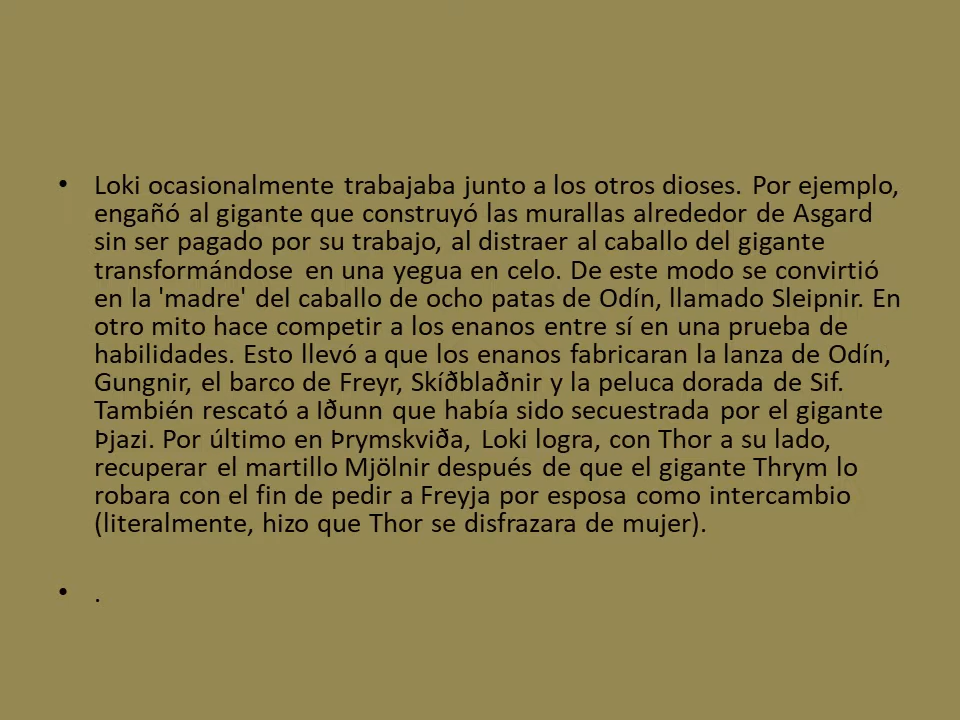 • Loki ocasionalmente trabajaba junto a los otros dioses. Por ejemplo,
engañó al gigante que construyó las murallas alrededor de Asgard
sin ser pagado por su trabajo, al distraer al caballo del gigante
transformándose en una yegua en celo. De este modo se convirtió
en la 'madre' del caballo de ocho patas de Odín, llamado Sleipnir. En
otro mito hace competir a los enanos entre sí en una prueba de
habilidades. Esto llevó a que los enanos fabricaran la lanza de Odín,
Gungnir, el barco de Freyr, Skíðblaðnir y la peluca dorada de Sif.
También rescató a Iðunn que había sido secuestrada por el gigante
Þjazi. Por último en Þrymskviða, Loki logra, con Thor a su lado,
recuperar el martillo Mjölnir después de que el gigante Thrym lo
robara con el fin de pedir a Freyja por esposa como intercambio
(literalmente, hizo que Thor se disfrazara de mujer).
• .